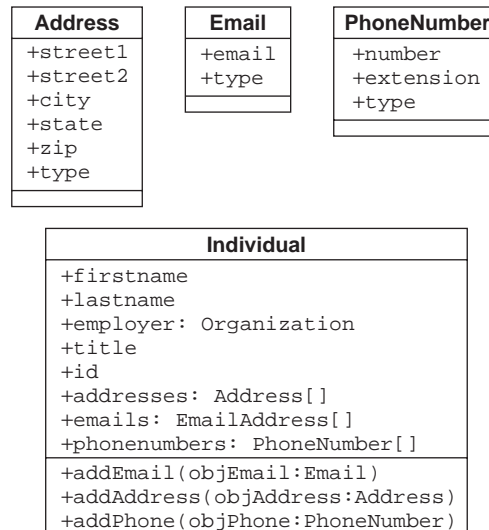 Address
+street1
+street2
+city
+state
+zip
+type
Email
+email
+type
PhoneNumber
+number
+extension
+type
Individual
+firstname
+lastname
+employer: Organization
+title
+id
+addresses: Address[]
+emails: EmailAddress[]
+phonenumbers: PhoneNumber[]
+addEmail(objEmail:Email)
+addAddress(objAddress:Address)
+addPhone(objPhone:PhoneNumber)